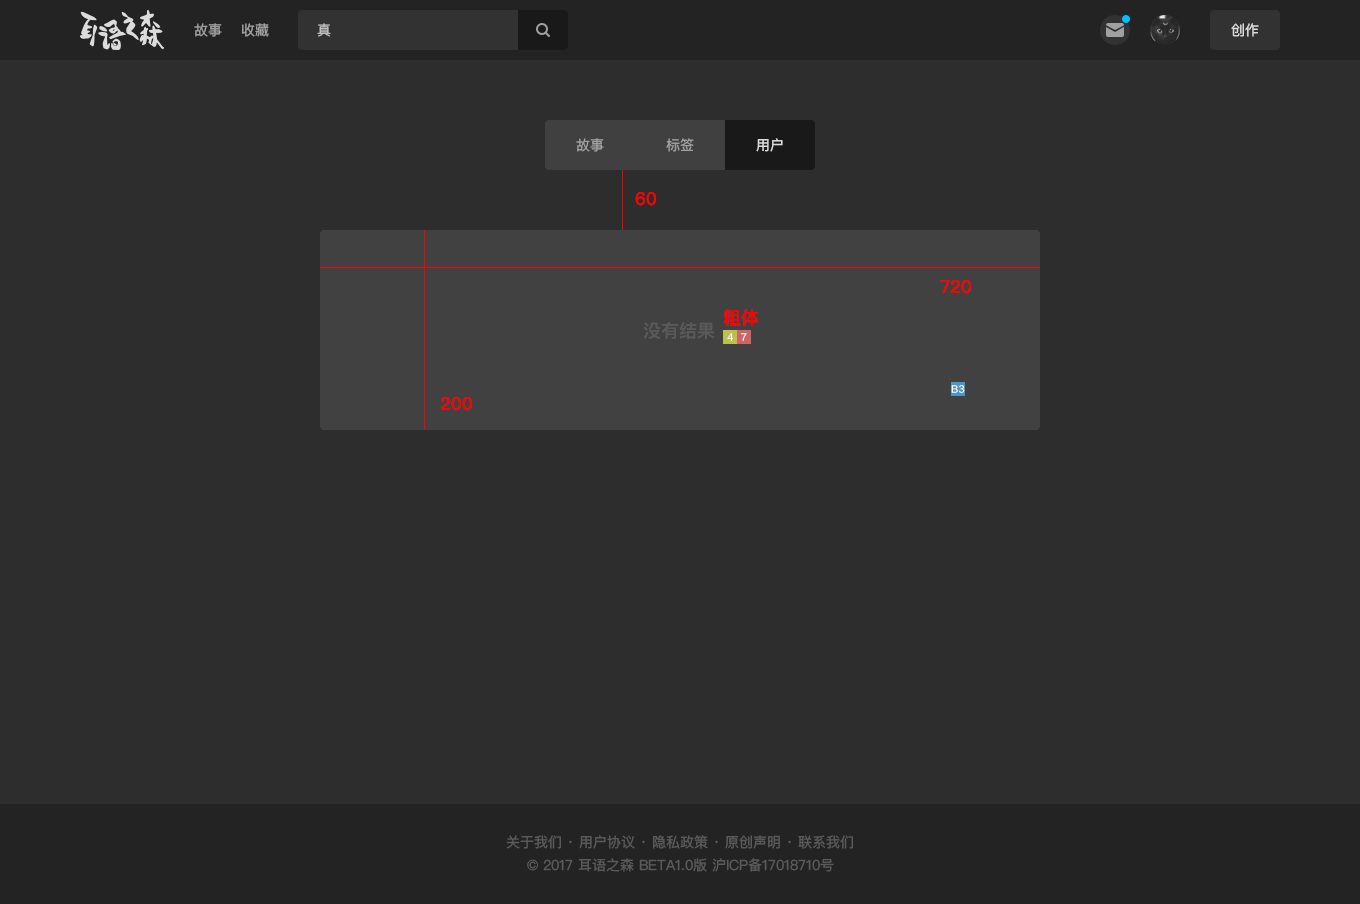 耳语之森 故事 收藏 真 创作
故事 标签 用户
60
720
没有结果 粗体
4 7
B3
200
关于我们 · 用户协议 · 隐私政策 · 原创声明 · 联系我们
© 2017 耳语之森 BETA1.0版 沪ICP备17018710号